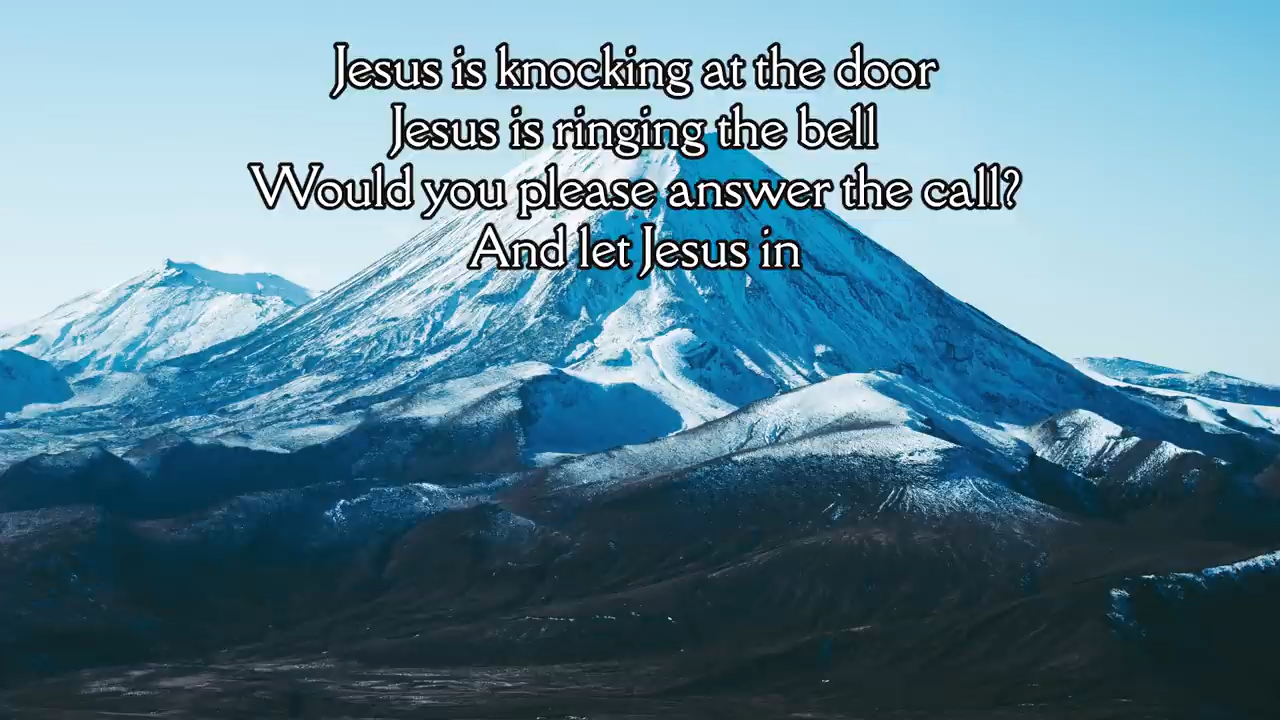 Jesus is knocking at the door
Jesus is ringing the bell
Would you please answer the call?
And let Jesus in